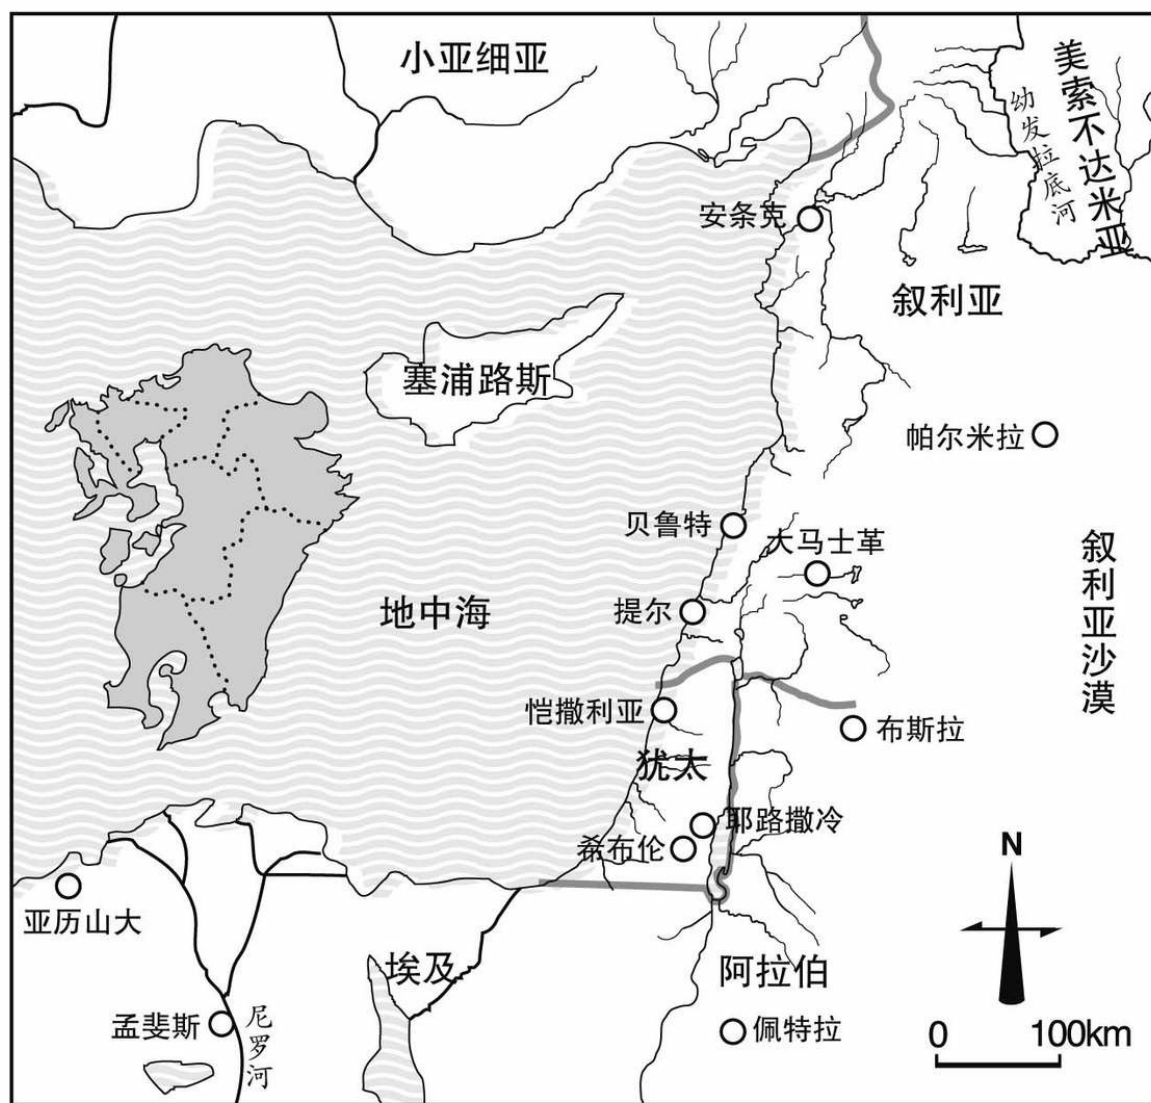 小亚细亚
美索不达米亚
幼发拉底河
安条克
叙利亚
塞浦路斯
帕尔米拉
贝鲁特
大马士革
叙利亚沙漠
地中海
提尔
恺撒利亚
布斯拉
犹太
耶路撒冷
希布伦
N
亚历山大
埃及
阿拉伯
孟斐斯
尼罗河
佩特拉
0 100km